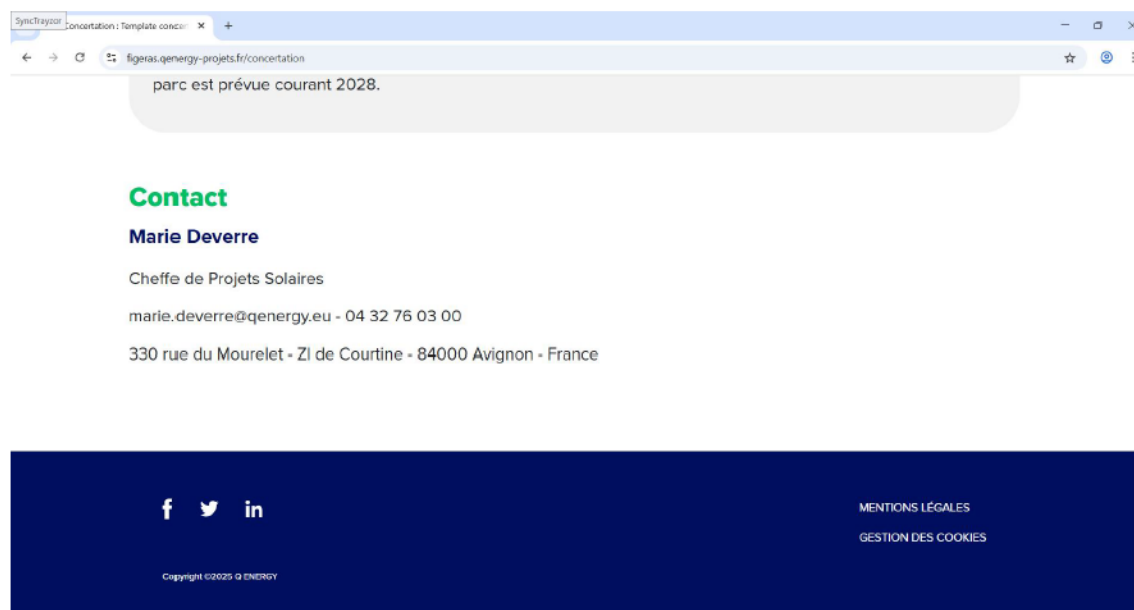 SyncTrayzor
oncertation : Template concer
figeras.qenergy-projets.fr/concertation
parc est prévue courant 2028.
Contact
Marie Deverre
Cheffe de Projets Solaires
marie.deverre@qenergy.eu - 04 32 76 03 00
330 rue du Mourelet - ZI de Courtine - 84000 Avignon - France
MENTIONS LÉGALES
GESTION DES COOKIES
Copyright ©2025 Q ENERGY